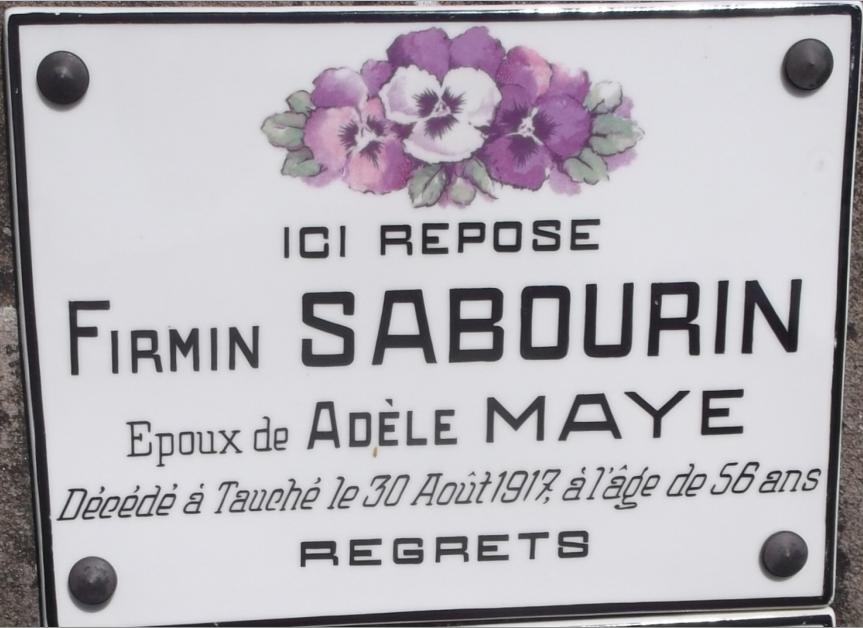 ICI REPOSE
FIRMIN SABOURIN
Epoux de ADÈLE MAYE
Décédé à Tauché le 30 Août 1917, à l'âge de 56 ans
REGRETS